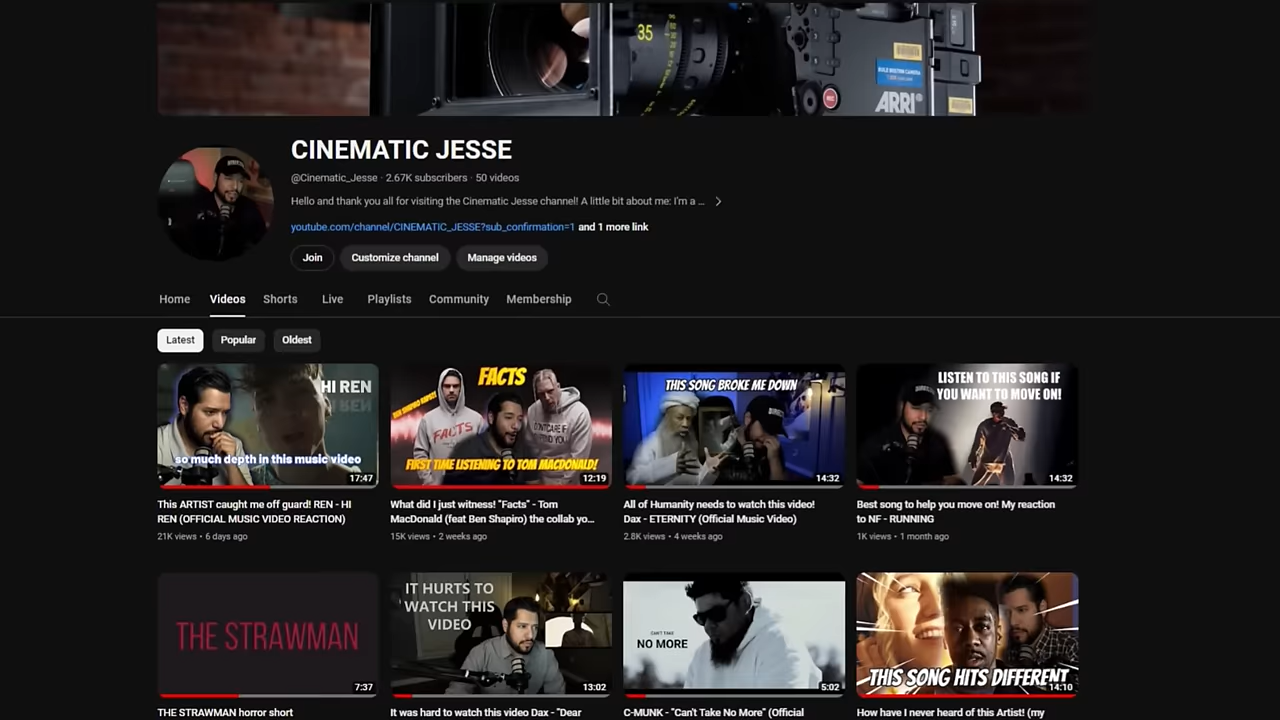 35
REC
ARRI
CINEMATIC JESSE
@Cinematic_Jesse · 2.67K subscribers · 50 videos
Hello and thank you all for visiting the Cinematic Jesse channel! A little bit about me: I'm a ...
youtube.com/channel/CINEMATIC_JESSE?sub_confirmation=1 and 1 more link
Join Customize channel Manage videos
Home Videos Shorts Live Playlists Community Membership
Latest Popular Oldest
HI REN
so much depth in this music video
17:47
This ARTIST caught me off guard! REN - HI
REN (OFFICIAL MUSIC VIDEO REACTION)
21K views • 6 days ago
FACTS
BEN SHAPIRO RAPS?!
FACTS
FIRST TIME LISTENING TO TOM MACDONALD!
12:19
What did I just witness! "Facts" - Tom
MacDonald (feat Ben Shapiro) the collab yo...
15K views • 2 weeks ago
THIS SONG BROKE ME DOWN
14:32
All of Humanity needs to watch this video!
Dax - ETERNITY (Official Music Video)
2.8K views • 4 weeks ago
LISTEN TO THIS SONG IF
YOU WANT TO MOVE ON!
14:32
Best song to help you move on! My reaction
to NF - RUNNING
1K views • 1 month ago
THE STRAWMAN
7:37
THE STRAWMAN horror short
IT HURTS TO
WATCH THIS
VIDEO
13:02
It was hard to watch this video Dax - "Dear
CAN'T TAKE
NO MORE
5:02
C-MUNK - "Can't Take No More" (Official
THIS SONG HITS DIFFERENT
14:10
How have I never heard of this Artist! (my